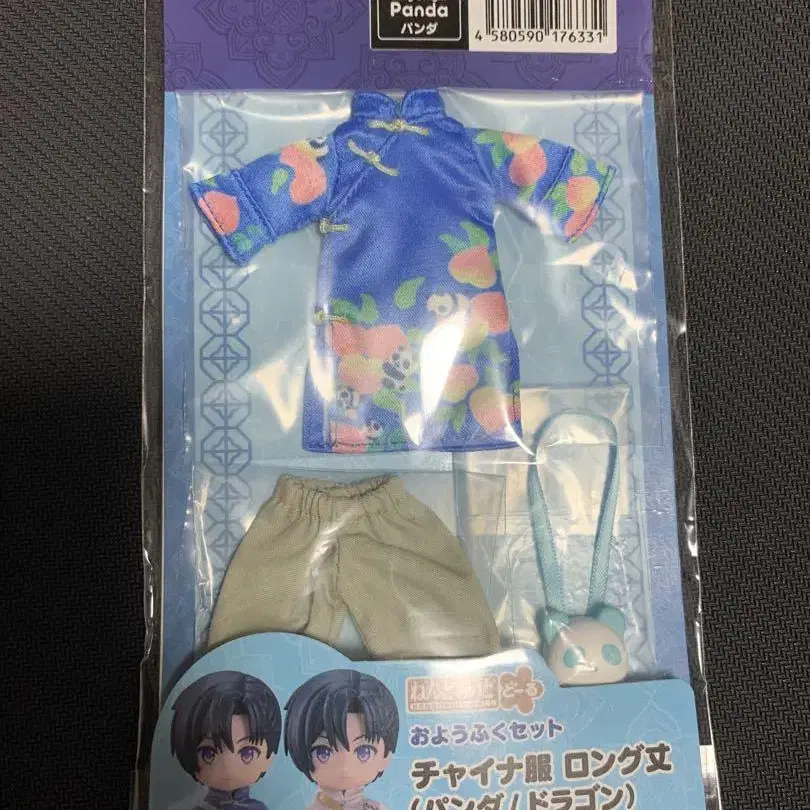 Panda
パンダ
4 580590 176331
ねんどろいど
どーる
おようふくセット
チャイナ服 ロング丈
(パンダ/ドラゴン)